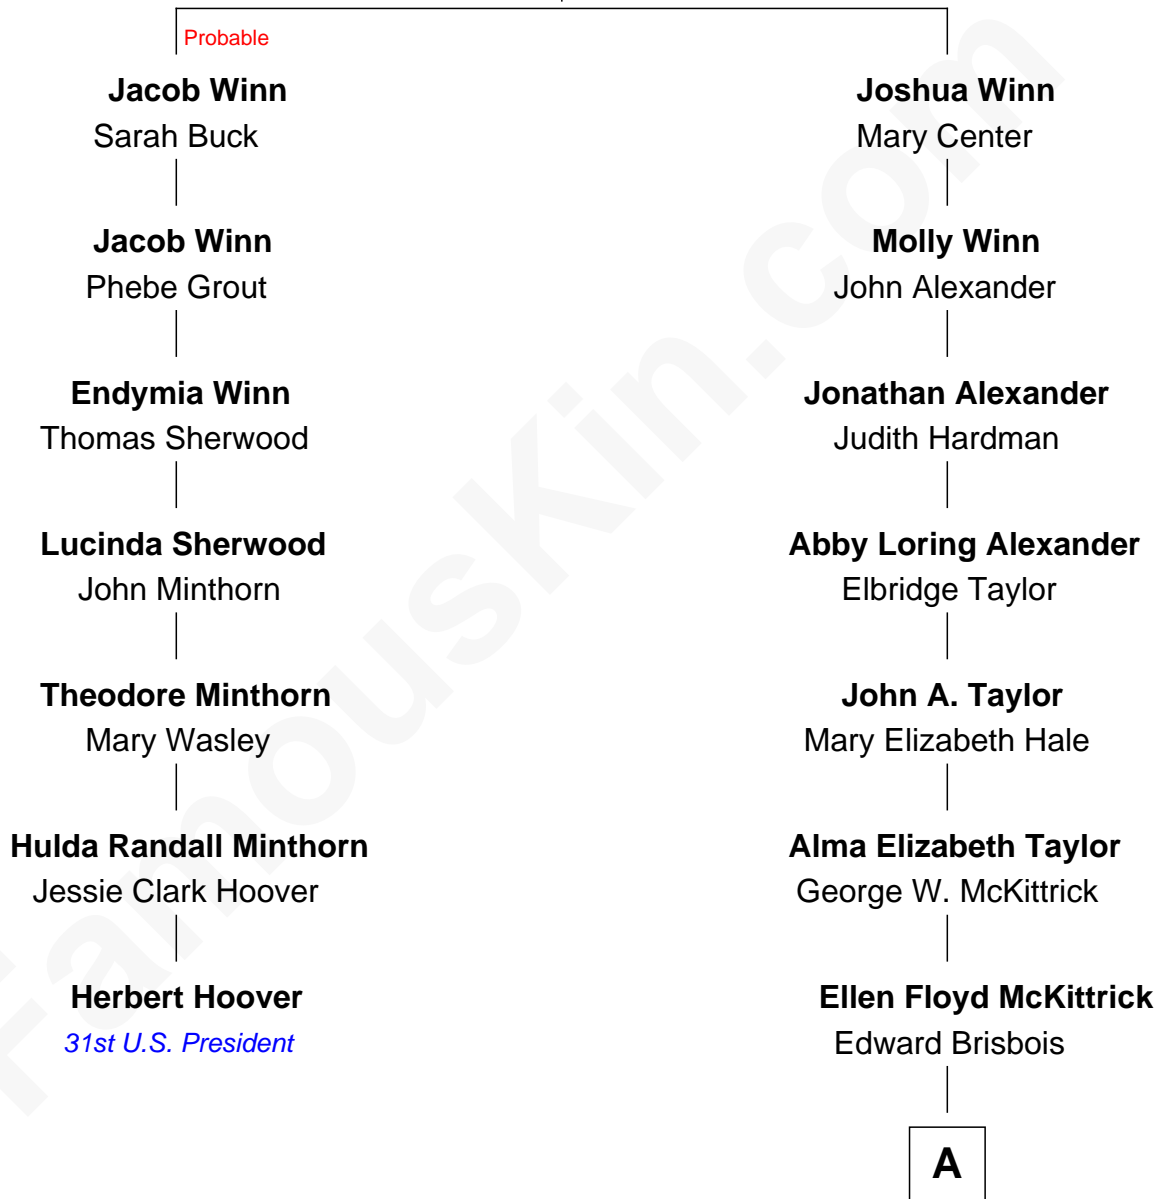 Probable
Jacob Winn
Sarah Buck
Joshua Winn
Mary Center
Jacob Winn
Phebe Grout
Molly Winn
John Alexander
Endymia Winn
Thomas Sherwood
Jonathan Alexander
Judith Hardman
Lucinda Sherwood
John Minthorn
Abby Loring Alexander
Elbridge Taylor
Theodore Minthorn
Mary Wasley
John A. Taylor
Mary Elizabeth Hale
Hulda Randall Minthorn
Jessie Clark Hoover
Alma Elizabeth Taylor
George W. McKittrick
Herbert Hoover
31st U.S. President
Ellen Floyd McKittrick
Edward Brisbois
A
FamousKin.com